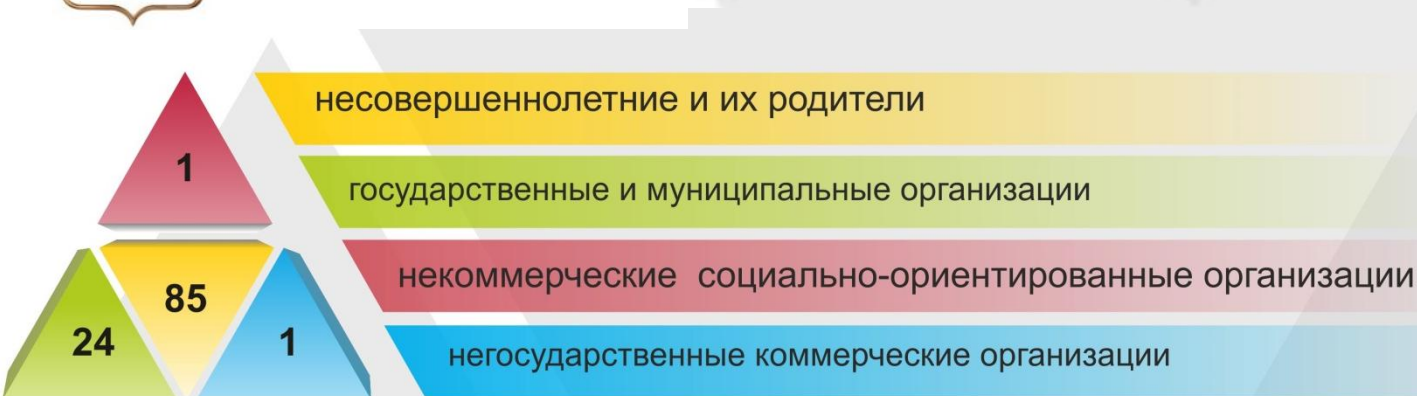 несовершеннолетние и их родители
1
государственные и муниципальные организации
некоммерческие социально-ориентированные организации
85
24
1
негосударственные коммерческие организации